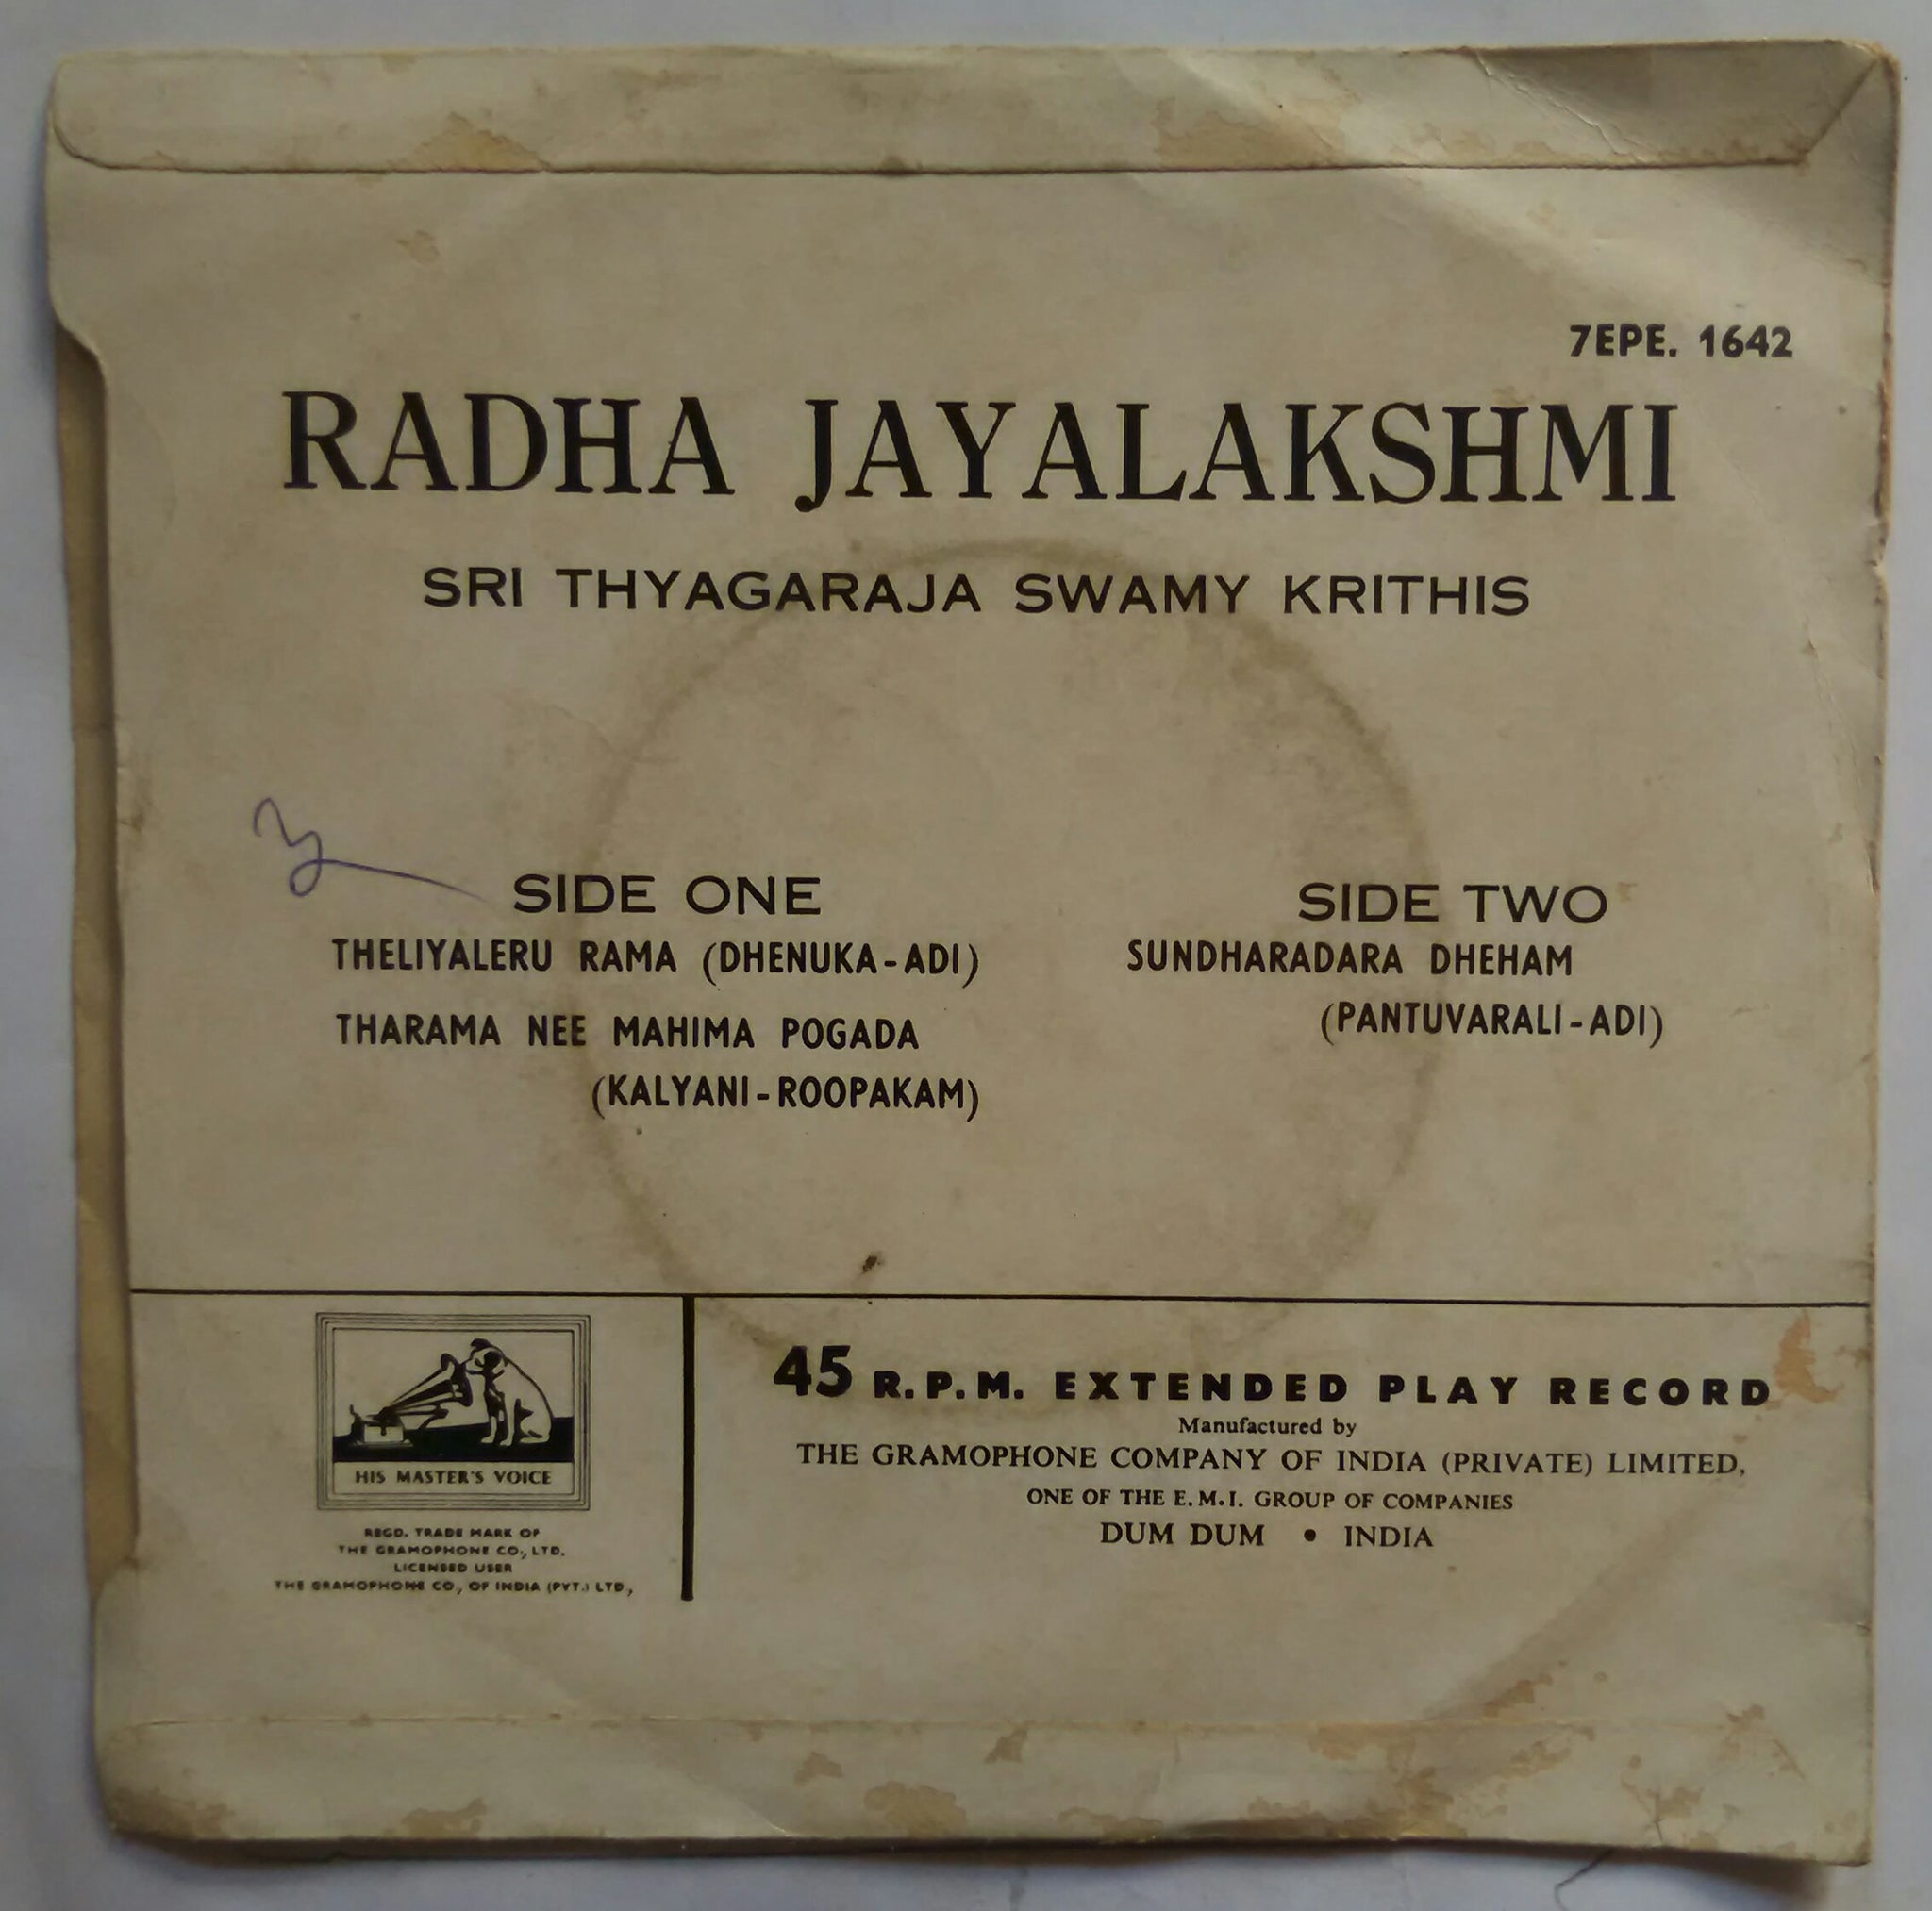 7EPE. 1642
RADHA JAYALAKSHMI
SRI THYAGARAJA SWAMY KRITHIS
SIDE ONE
THELIYALERU RAMA (DHENUKA-ADI)
THARAMA NEE MAHIMA POGADA
(KALYANI-ROOPAKAM)
SIDE TWO
SUNDHARADARA DHEHAM
(PANTUVARALI-ADI)
HIS MASTER'S VOICE
REGD. TRADE MARK OF
THE GRAMOPHONE CO., LTD.
LICENSED USER
THE GRAMOPHONE CO., OF INDIA (PVT.) LTD.,
45 R.P.M. EXTENDED PLAY RECORD
Manufactured by
THE GRAMOPHONE COMPANY OF INDIA (PRIVATE) LIMITED,
ONE OF THE E.M.I. GROUP OF COMPANIES
DUM DUM • INDIA